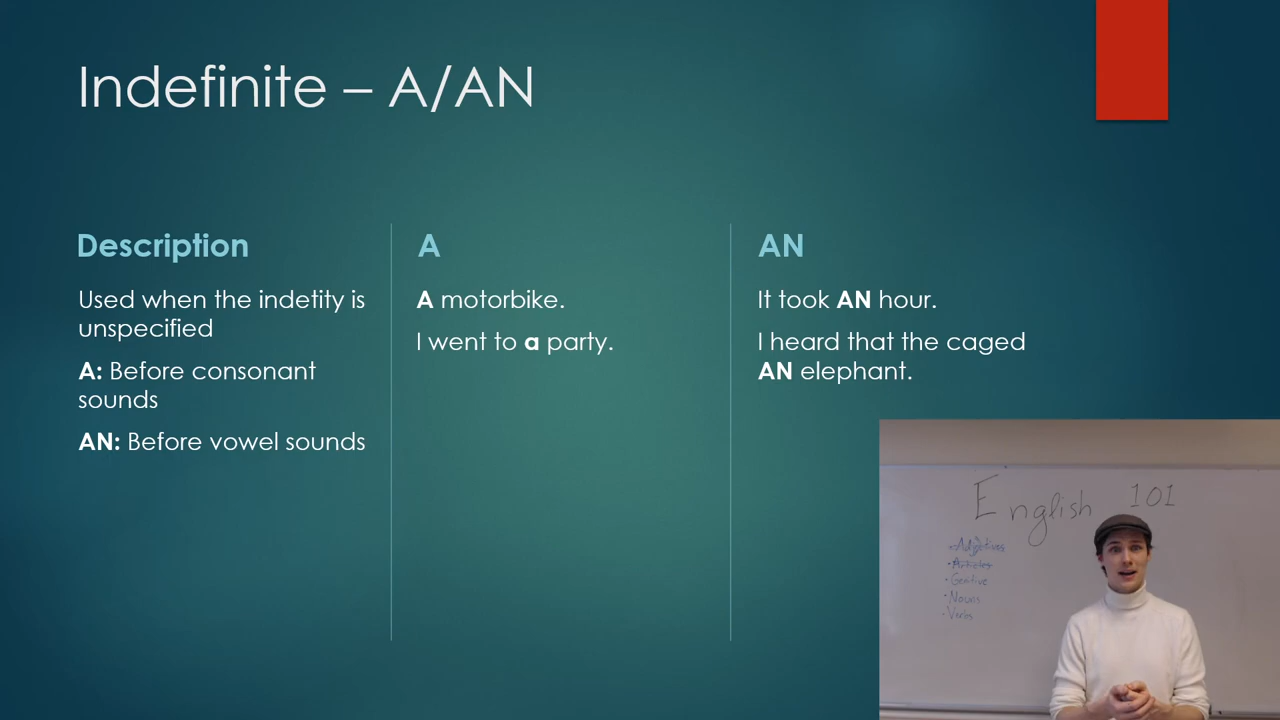 Indefinite – A/AN
Description
Used when the indetity is
unspecified
A: Before consonant
sounds
AN: Before vowel sounds
A
A motorbike.
I went to a party.
AN
It took AN hour.
I heard that the caged
AN elephant.
English 101
-Adjectives
·Articles
·Genitive
·Nouns
·Verbs